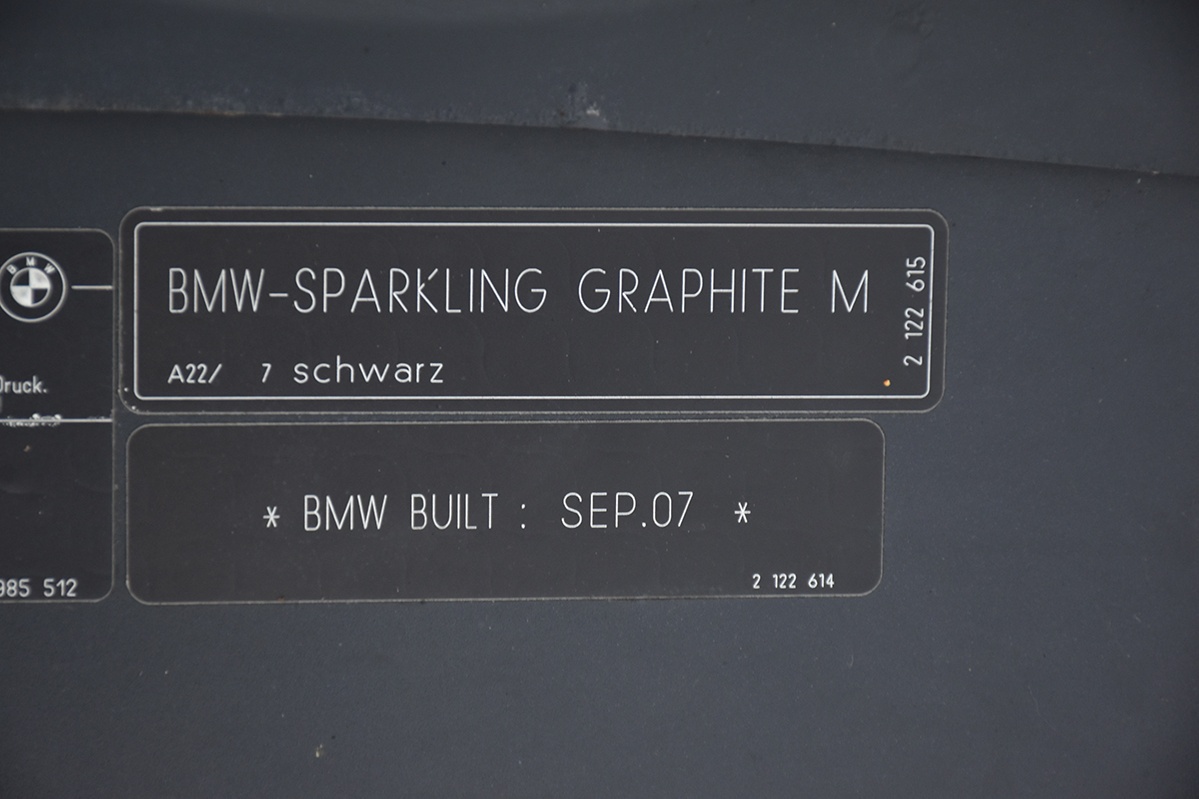 BMW
BMW-SPARKLING GRAPHITE M
A22/ 7 schwarz
2 122 615
Druck.
* BMW BUILT : SEP.07 *
2 122 614
985 512